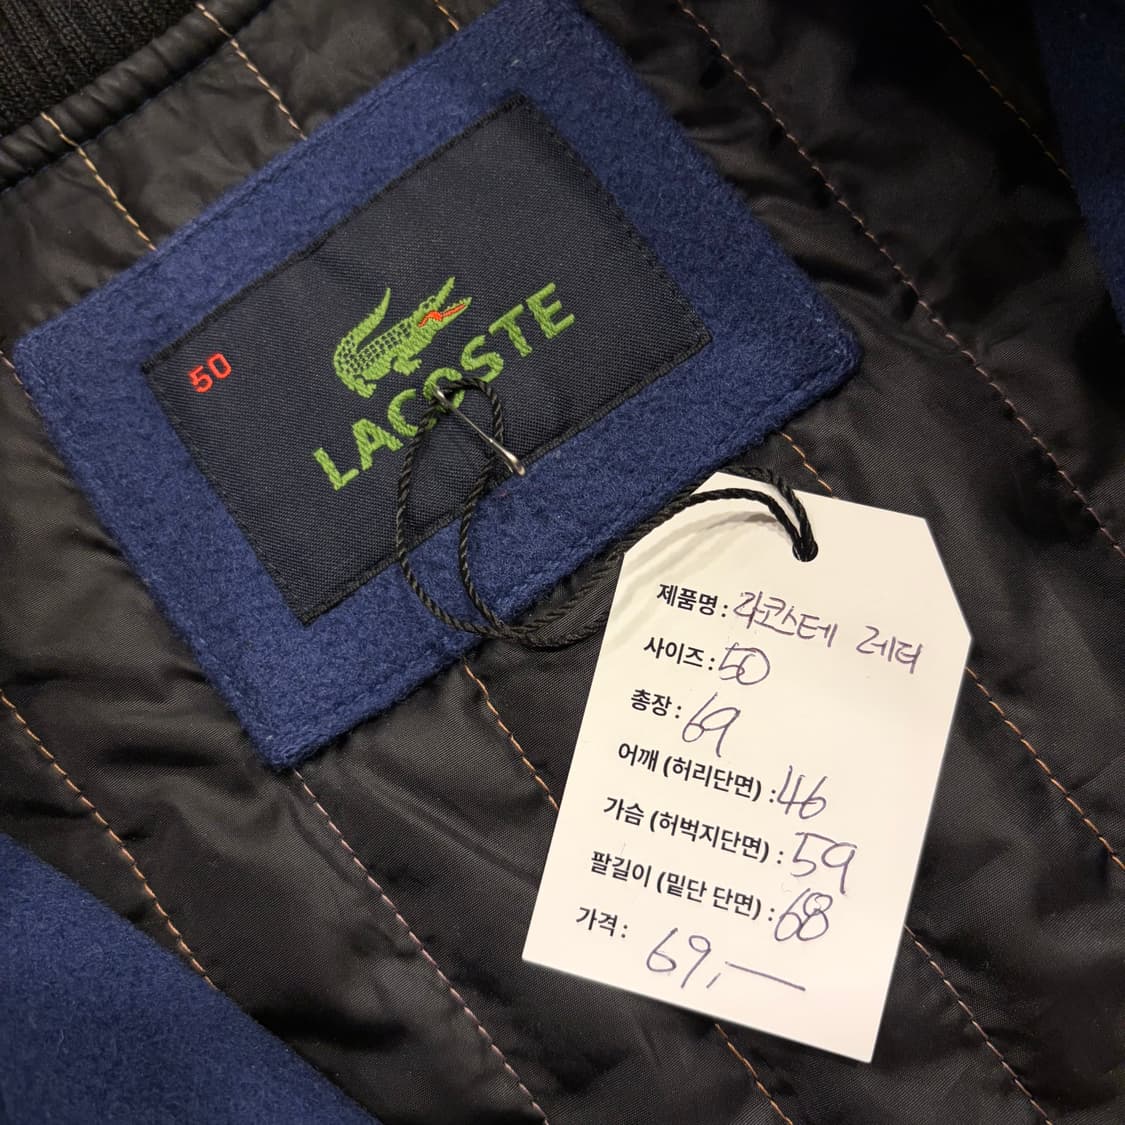 50
LACOSTE
제품명 : 라코스테 레터
사이즈 : 50
총장 : 69
어깨 (허리단면) : 46
가슴 (허벅지단면) : 59
팔길이 (밑단 단면) : 68
가격 : 69,—